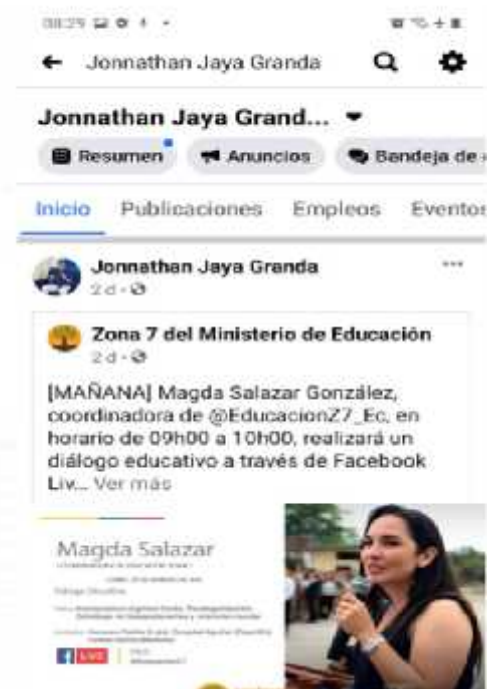 08:29
← Jonnathan Jaya Granda
Jonnathan Jaya Grand...
Resumen Anuncios Bandeja de
Inicio Publicaciones Empleos Eventos
Jonnathan Jaya Granda
2 d
Zona 7 del Ministerio de Educación
2 d
[MAÑANA] Magda Salazar González,
coordinadora de @EducacionZ7_Ec, en
horario de 09h00 a 10h00, realizará un
diálogo educativo a través de Facebook
Liv... Ver más
Magda Salazar
LIVE